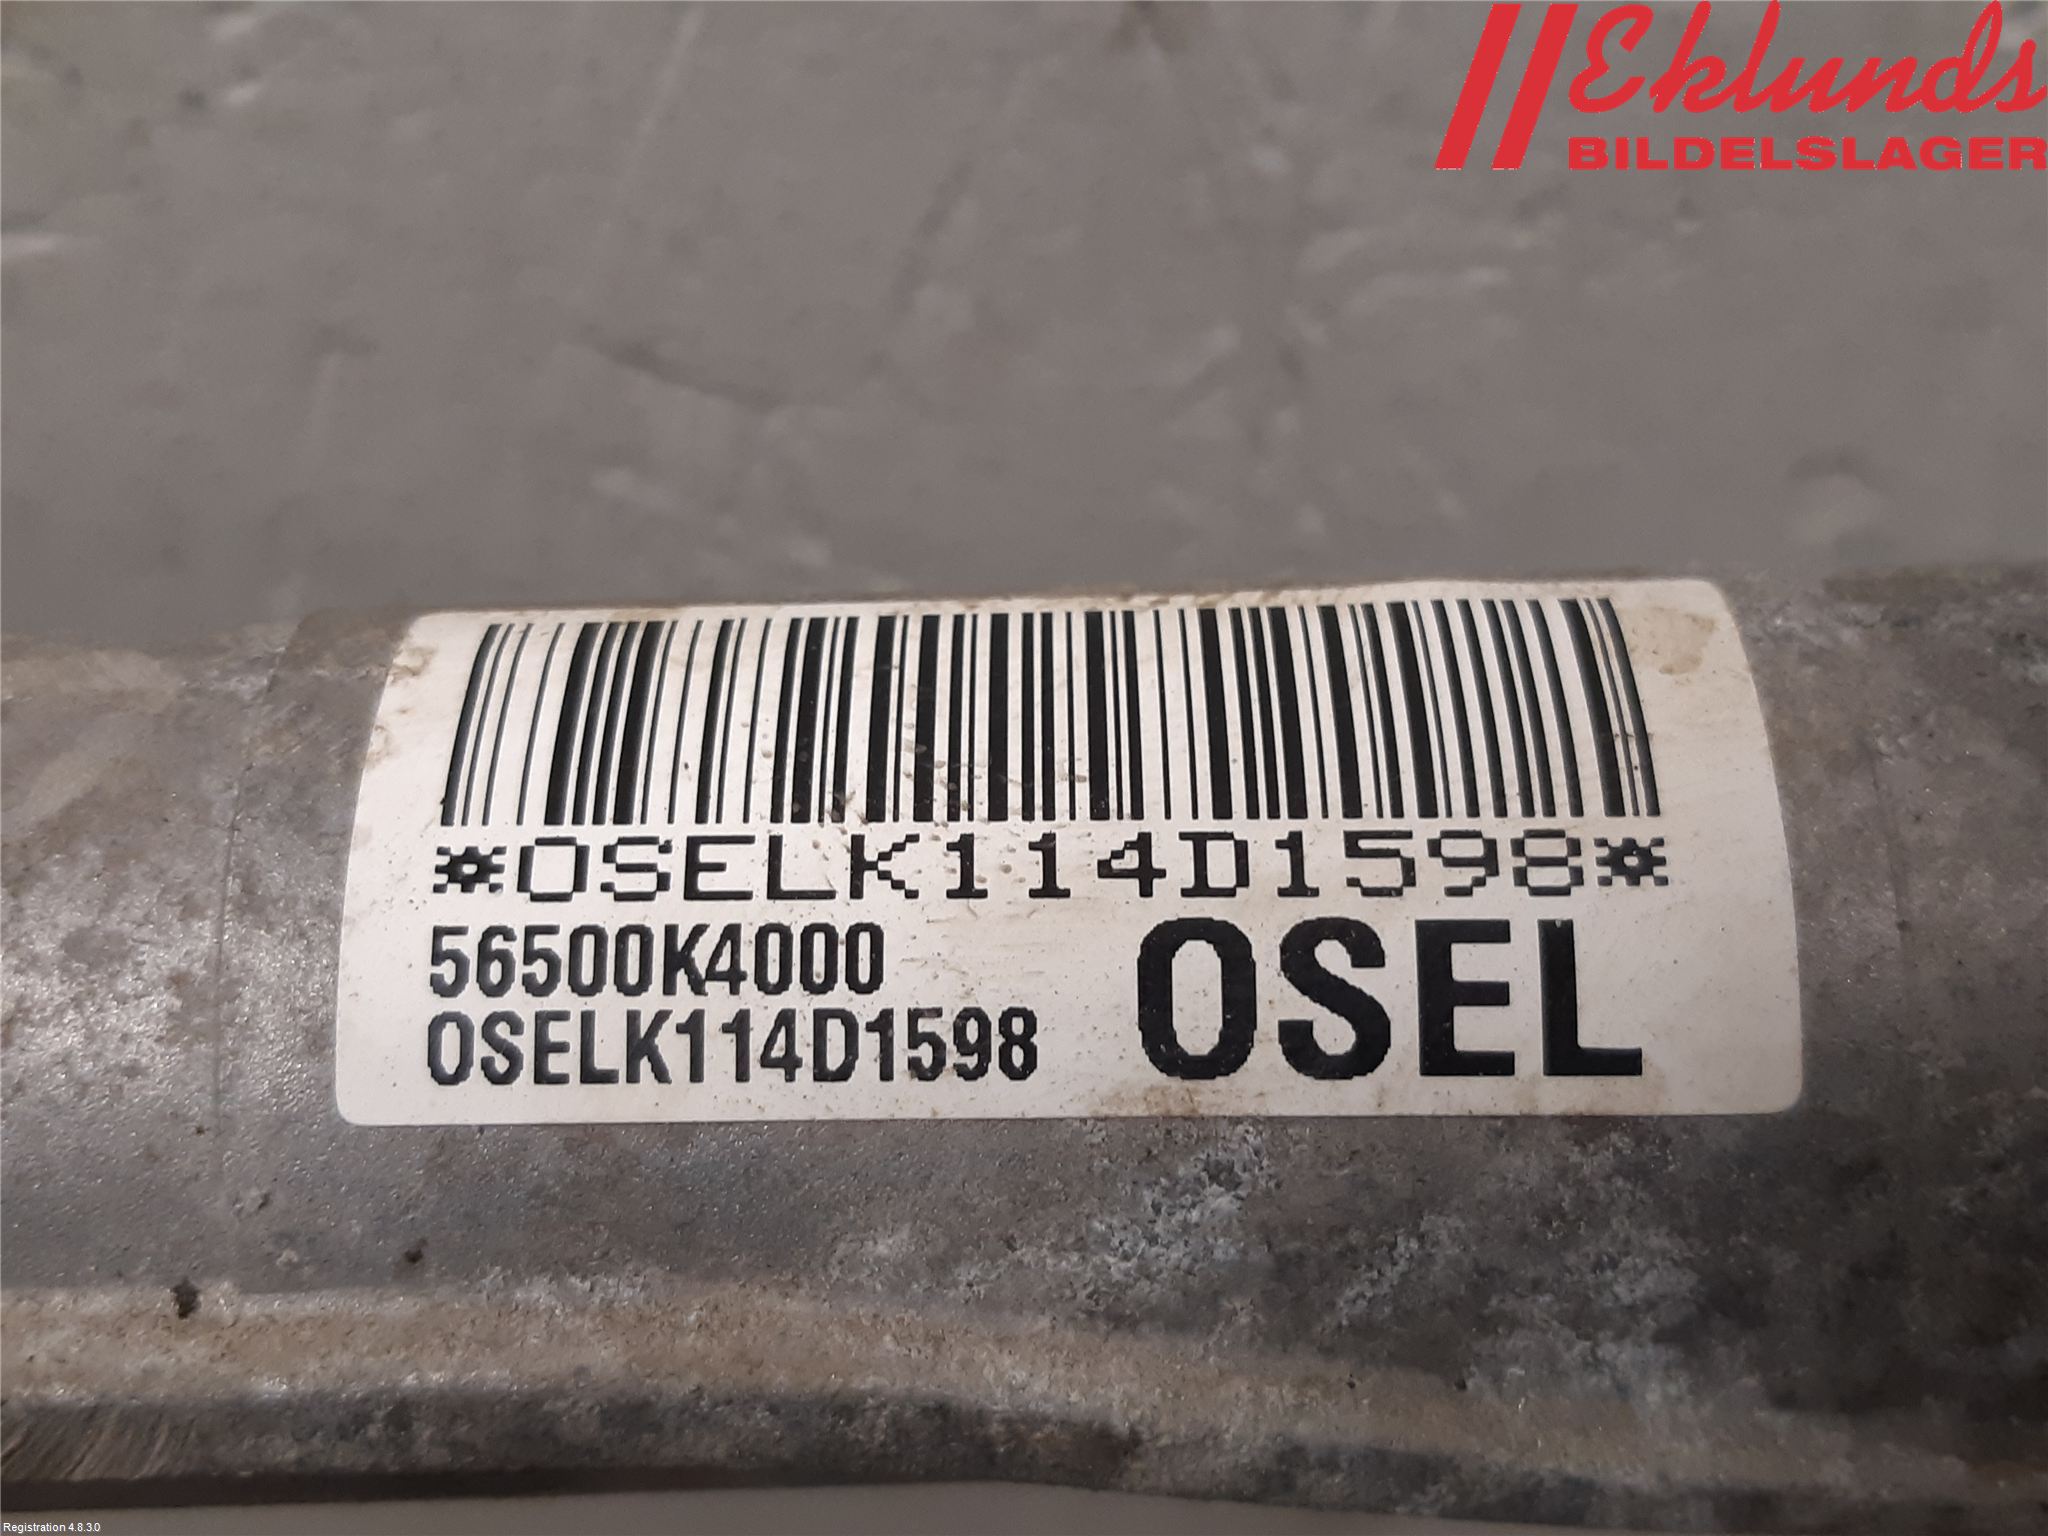 Eklunds
BILDELSLAGER
*OSELK114D1598*
56500K4000
OSELK114D1598
OSEL
Registration 4.8.3.0